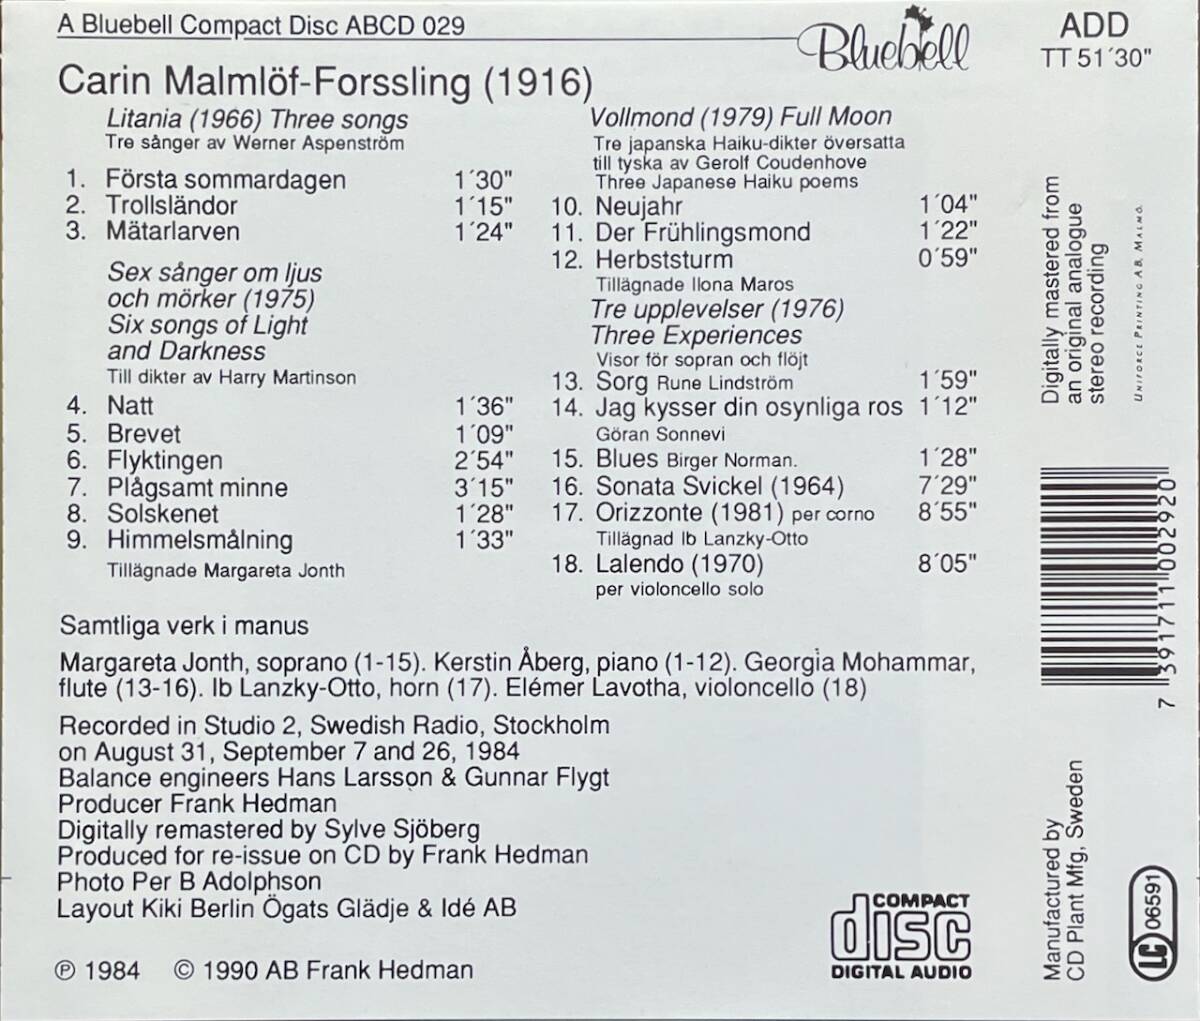 A Bluebell Compact Disc ABCD 029
Bluebell
ADD
TT 51´30"
Carin Malmlöf-Forssling (1916)
Litania (1966) Three songs
Tre sånger av Werner Aspenström
1. Första sommardagen 1´30"
2. Trollsländor 1´15"
3. Mätarlarven 1´24"
Sex sånger om ljus
och mörker (1975)
Six songs of Light
and Darkness
Till dikter av Harry Martinson
4. Natt 1´36"
5. Brevet 1´09"
6. Flyktingen 2´54"
7. Plågsamt minne 3´15"
8. Solskenet 1´28"
9. Himmelsmålning 1´33"
Tillägnade Margareta Jonth
Vollmond (1979) Full Moon
Tre japanska Haiku-dikter översatta
till tyska av Gerolf Coudenhove
Three Japanese Haiku poems
10. Neujahr 1´04"
11. Der Frühlingsmond 1´22"
12. Herbststurm 0´59"
Tillägnade Ilona Maros
Tre upplevelser (1976)
Three Experiences
Visor för sopran och flöjt
13. Sorg Rune Lindström 1´59"
14. Jag kysser din osynliga ros 1´12"
Göran Sonnevi
15. Blues Birger Norman. 1´28"
16. Sonata Svickel (1964) 7´29"
17. Orizzonte (1981) per corno 8´55"
Tillägnad Ib Lanzky-Otto
18. Lalendo (1970) 8´05"
per violoncello solo
Samtliga verk i manus
Margareta Jonth, soprano (1-15). Kerstin Åberg, piano (1-12). Georgia Mohammar,
flute (13-16). Ib Lanzky-Otto, horn (17). Elémer Lavotha, violoncello (18)
Recorded in Studio 2, Swedish Radio, Stockholm
on August 31, September 7 and 26, 1984
Balance engineers Hans Larsson & Gunnar Flygt
Producer Frank Hedman
Digitally remastered by Sylve Sjöberg
Produced for re-issue on CD by Frank Hedman
Photo Per B Adolphson
Layout Kiki Berlin Ögats Glädje & Idé AB
℗ 1984 © 1990 AB Frank Hedman
COMPACT
disc
DIGITAL AUDIO
Digitally mastered from
an original analogue
stereo recording
UNIFORCE PRINTING AB, MALMÖ.
7 391711 002920
Manufactured by
CD Plant Mfg, Sweden
LC 06591